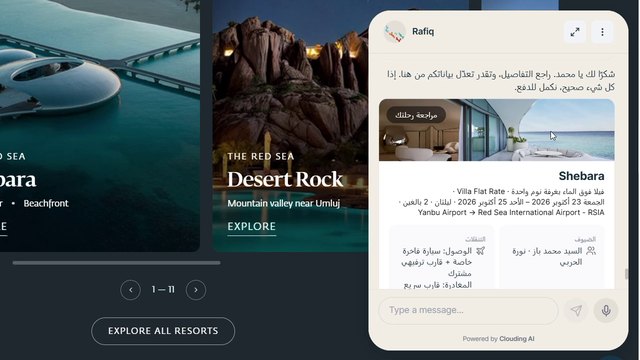 D SEA
bara
r • Beachfront
E
THE RED SEA
Desert Rock
Mountain valley near Umluj
EXPLORE
1 — 11
EXPLORE ALL RESORTS
Rafiq
شكرًا لك يا محمد. راجع التفاصيل، وتقدر تعدّل بياناتكم من هنا. إذا
كل شيء صحيح، نكمل للدفع.
مراجعة رحلتك
Shebara
فيلا فوق الماء بغرفة نوم واحدة · Villa Flat Rate ·
الجمعة 23 أكتوبر 2026 – الأحد 25 أكتوبر 2026 · ليلتان · 2 بالغين ·
Yanbu Airport → Red Sea International Airport - RSIA
الضيوف
السيد محمد باز · نورة
الحربي
التنقلات
الوصول: سيارة فاخرة
خاصة + قارب ترفيهي
مشترك
المغادرة: قارب سريع
Type a message...
Powered by Clouding AI